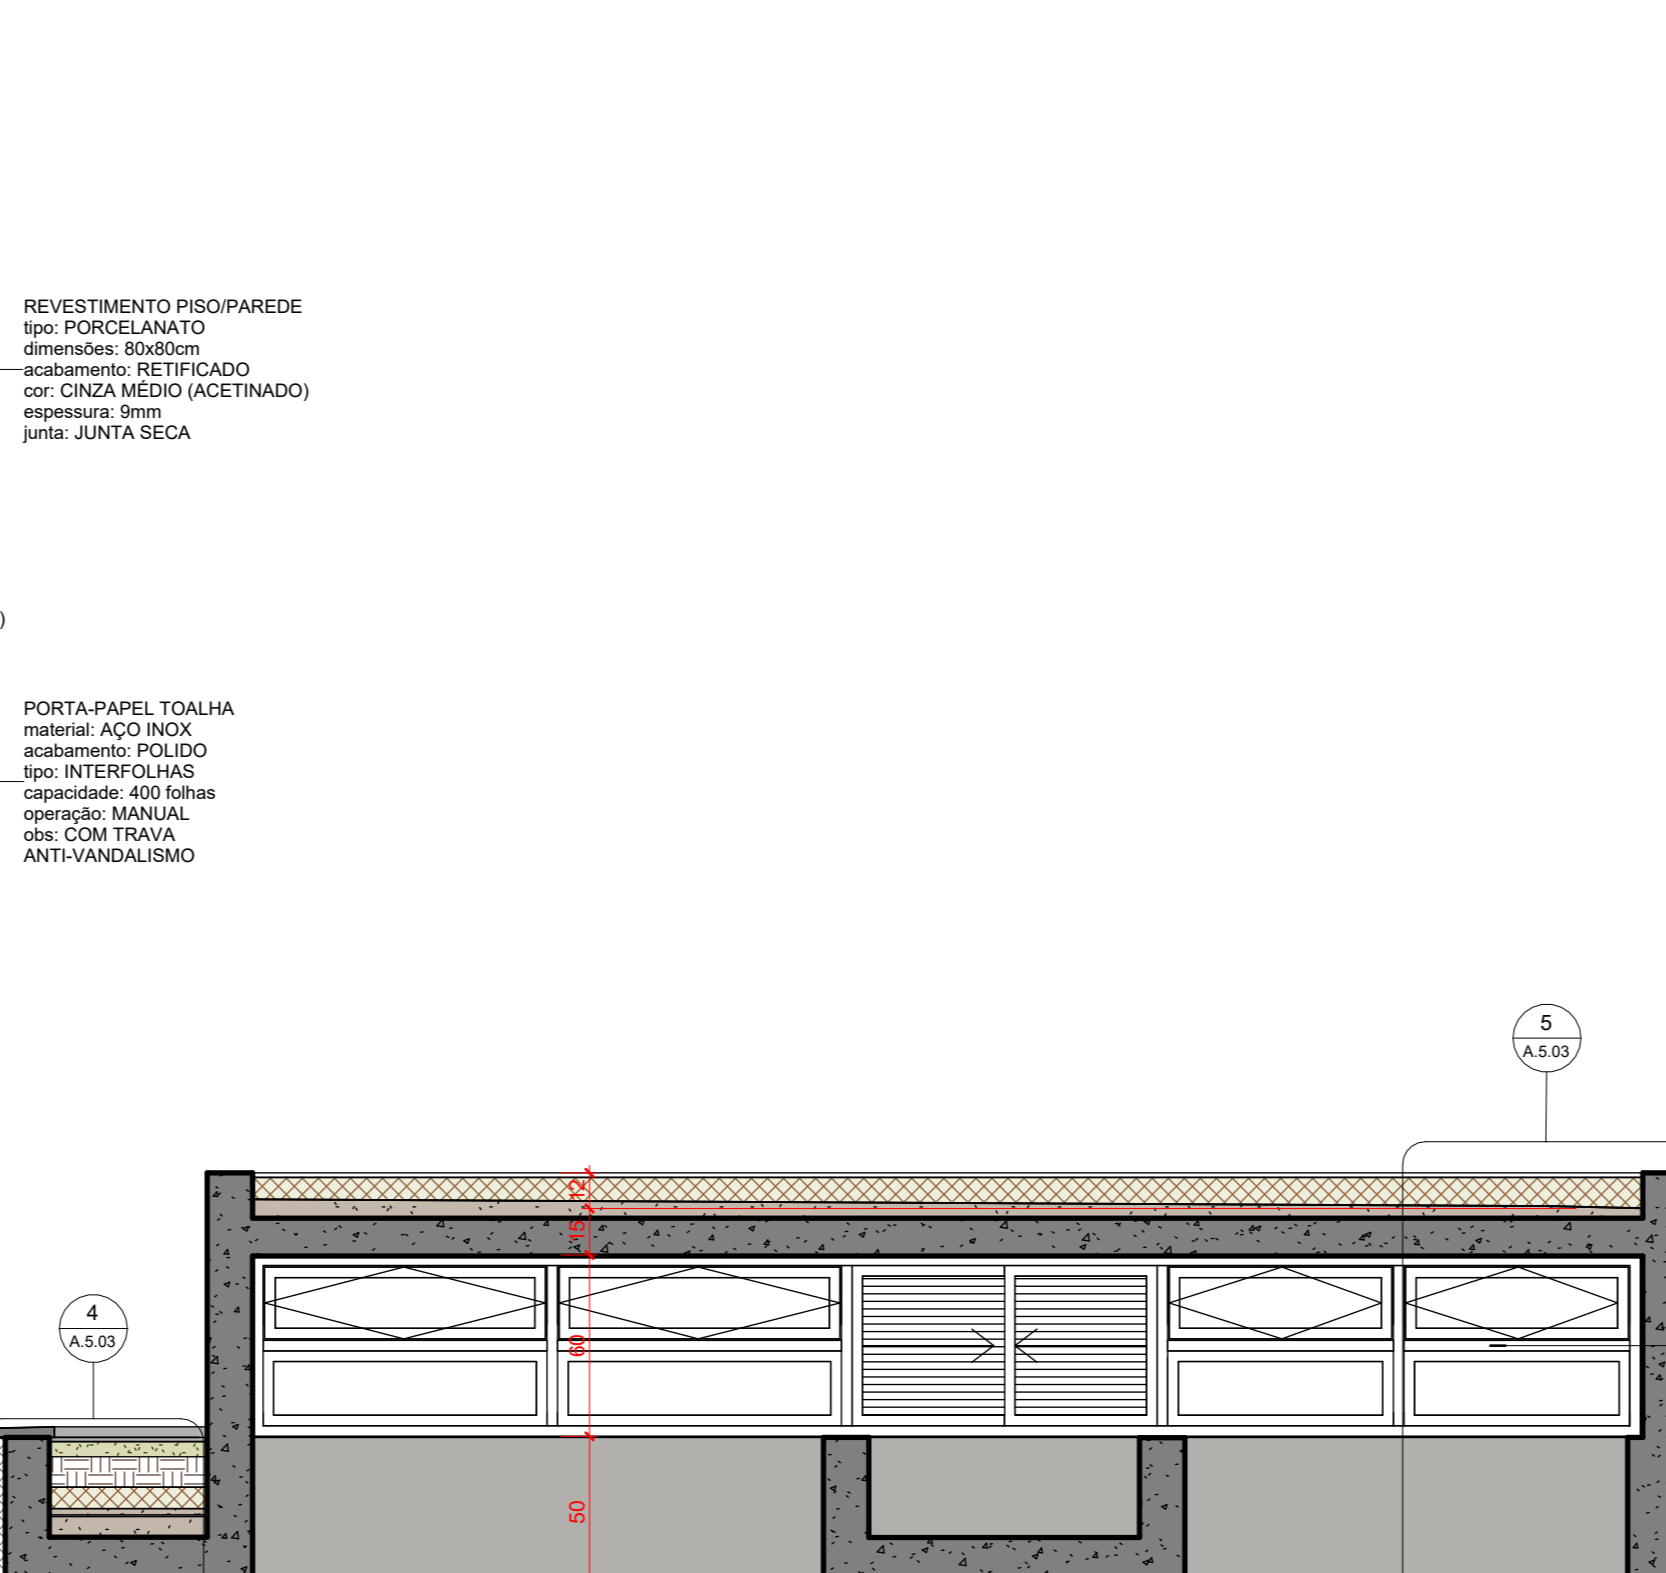 REVESTIMENTO PISO/PAREDE
tipo: PORCELANATO
dimensões: 80x80cm
acabamento: RETIFICADO
cor: CINZA MÉDIO (ACETINADO)
espessura: 9mm
junta: JUNTA SECA
)
PORTA-PAPEL TOALHA
material: AÇO INOX
acabamento: POLIDO
tipo: INTERFOLHAS
capacidade: 400 folhas
operação: MANUAL
obs: COM TRAVA
ANTI-VANDALISMO
5
A.5.03
12
15
4
A.5.03
60
50